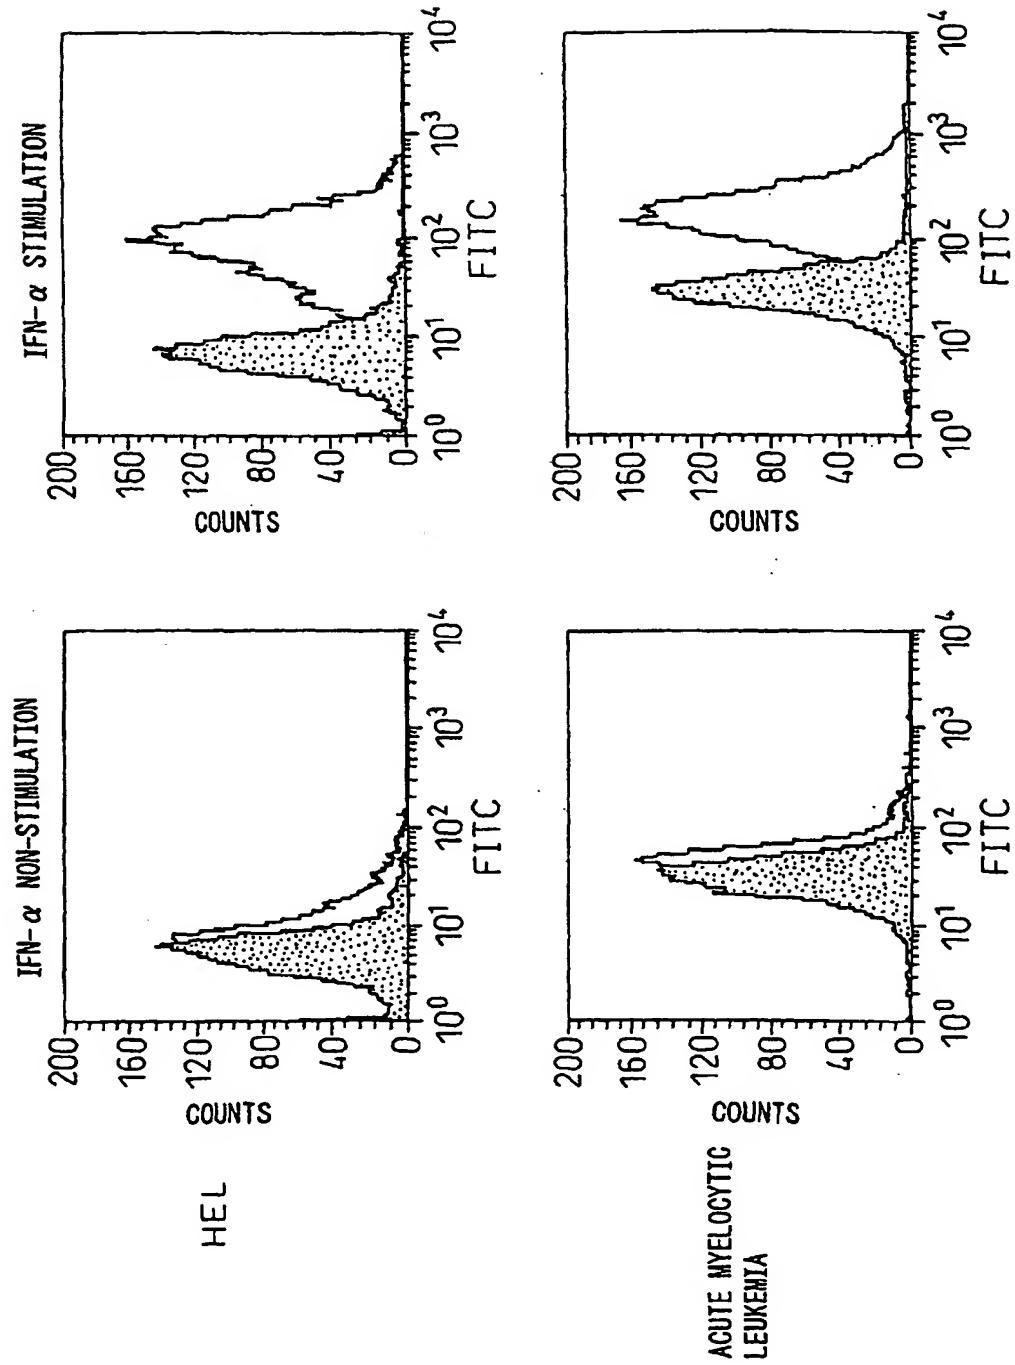 IFN-α NON-STIMULATION
IFN-α STIMULATION
HEL
COUNTS
200
160
120
80
40
0
10⁰ 10¹ 10² 10³ 10⁴
FITC
COUNTS
200
160
120
80
40
0
10⁰ 10¹ 10² 10³ 10⁴
FITC
ACUTE MYELOCYTIC
LEUKEMIA
COUNTS
200
160
120
80
40
0
10⁰ 10¹ 10² 10³ 10⁴
FITC
COUNTS
200
160
120
80
40
0
10⁰ 10¹ 10² 10³ 10⁴
FITC